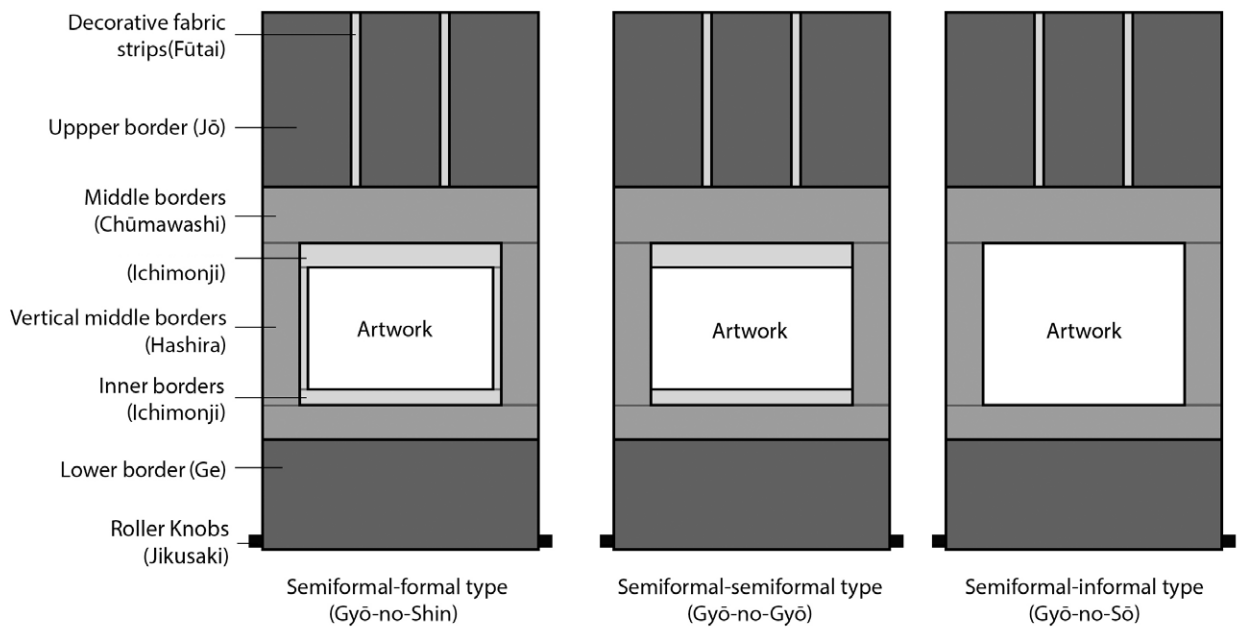 Decorative fabric
strips(Fūtai)
Uppper border (Jō)
Middle borders
(Chūmawashi)
(Ichimonji)
Vertical middle borders
(Hashira)
Inner borders
(Ichimonji)
Lower border (Ge)
Roller Knobs
(Jikusaki)
Artwork
Semiformal-formal type
(Gyō-no-Shin)
Artwork
Semiformal-semiformal type
(Gyō-no-Gyō)
Artwork
Semiformal-informal type
(Gyō-no-Sō)